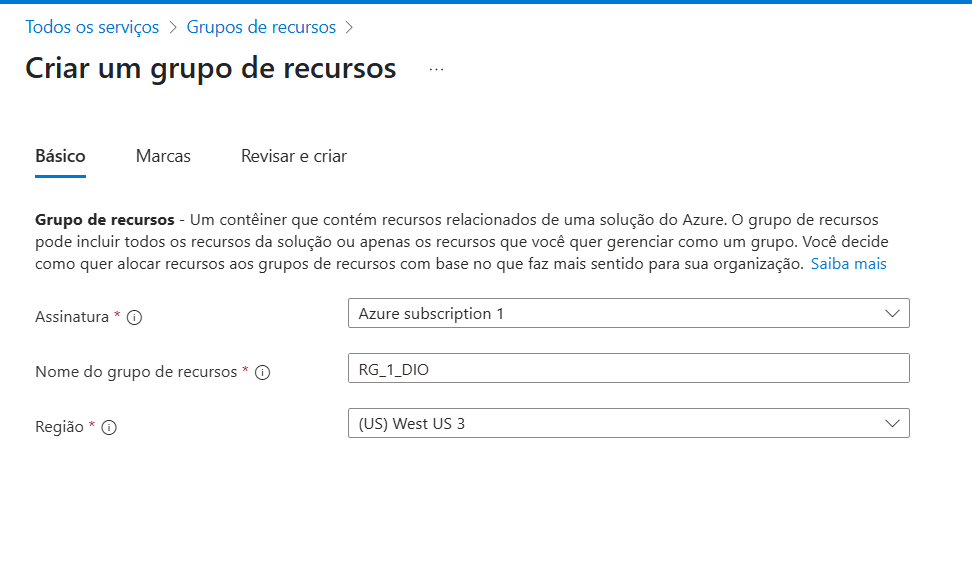 Todos os serviços > Grupos de recursos >
Criar um grupo de recursos ...
Básico Marcas Revisar e criar
Grupo de recursos - Um contêiner que contém recursos relacionados de uma solução do Azure. O grupo de recursos
pode incluir todos os recursos da solução ou apenas os recursos que você quer gerenciar como um grupo. Você decide
como quer alocar recursos aos grupos de recursos com base no que faz mais sentido para sua organização. Saiba mais
Assinatura * Azure subscription 1
Nome do grupo de recursos * RG_1_DIO
Região * (US) West US 3